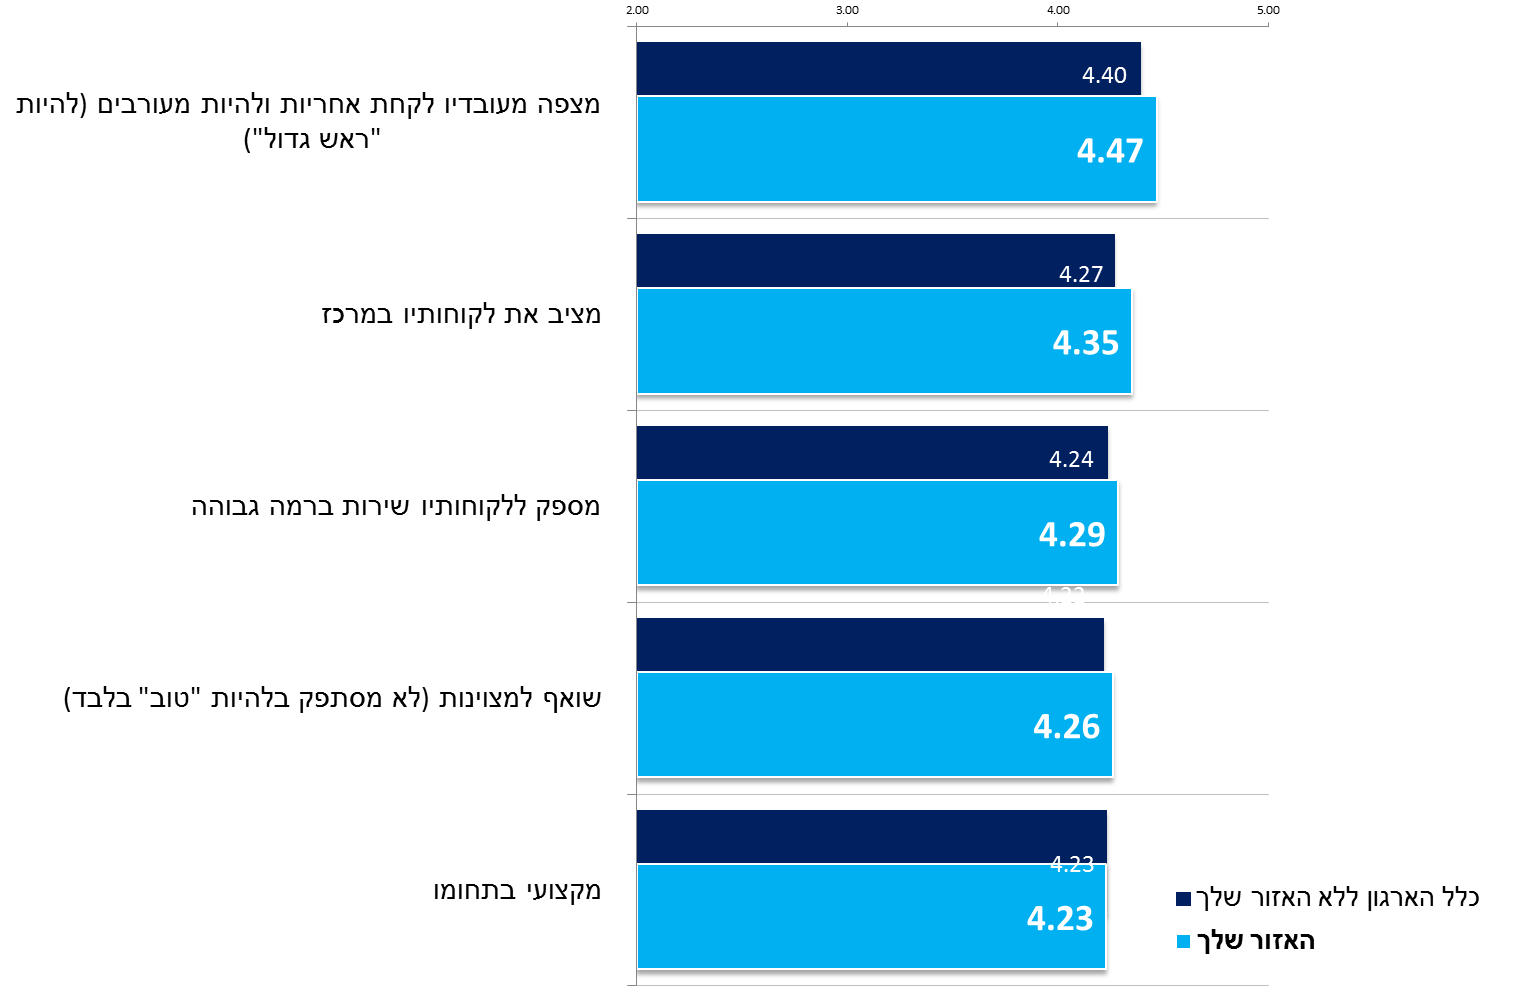 2.00 3.00 4.00 5.00
4.40
מצפה מעובדיו לקחת אחריות ולהיות מעורבים (להיות
"ראש גדול")
4.47
4.27
מציב את לקוחותיו במרכז
4.35
4.24
מספק ללקוחותיו שירות ברמה גבוהה
4.29
4.22
שואף למצוינות (לא מסתפק בלהיות "טוב" בלבד)
4.26
4.23
מקצועי בתחומו
4.23
כלל הארגון ללא האזור שלך
האזור שלך